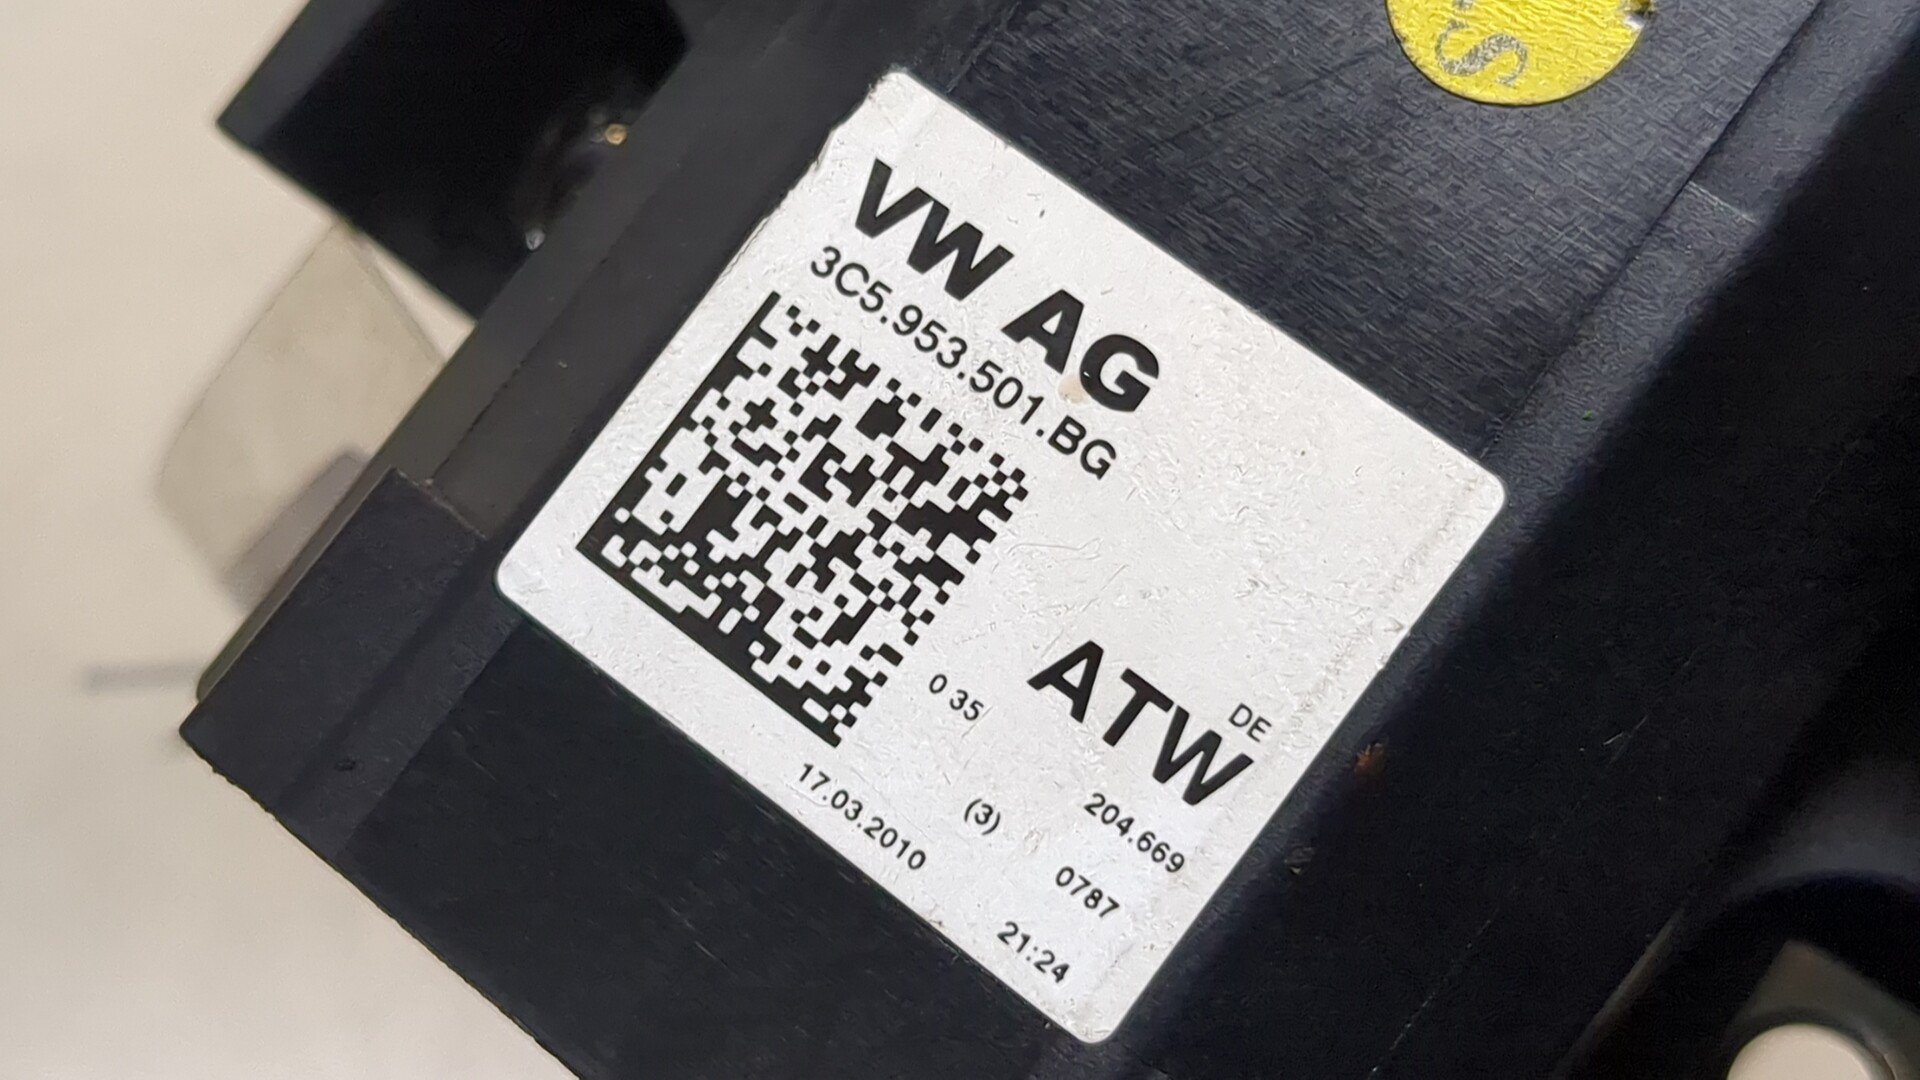 VW AG
3C5.953.501.BG
DE
0 35 ATW
204.669
(3) 0787
17.03.2010 21:24
S